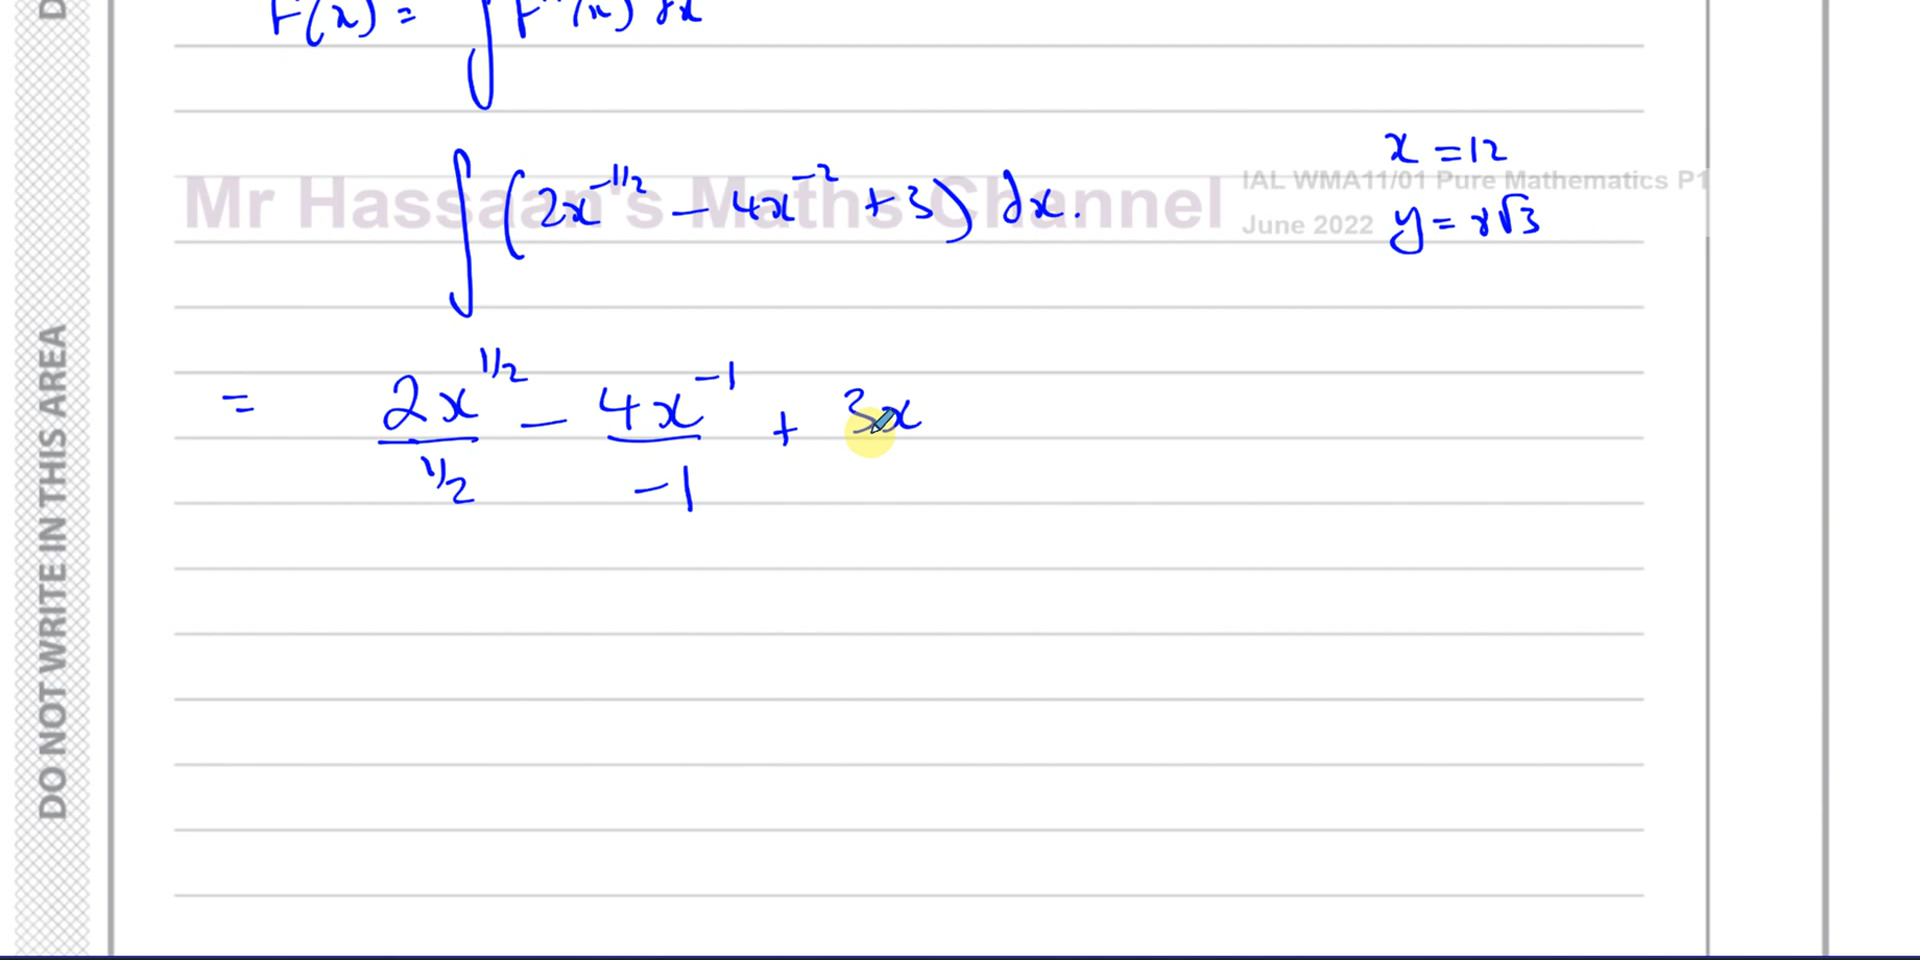 F(x) = ∫ F''(x) dx
x = 12
Mr Hassaan's Maths Channel
IAL WMA11/01 Pure Mathematics P1
∫ (2x^{-1/2} - 4x^{-2} + 3) dx.
June 2022
y = 8√3
= 2x^{1/2}/(1/2) - 4x^{-1}/(-1) + 3x
DO NOT WRITE IN THIS AREA
D